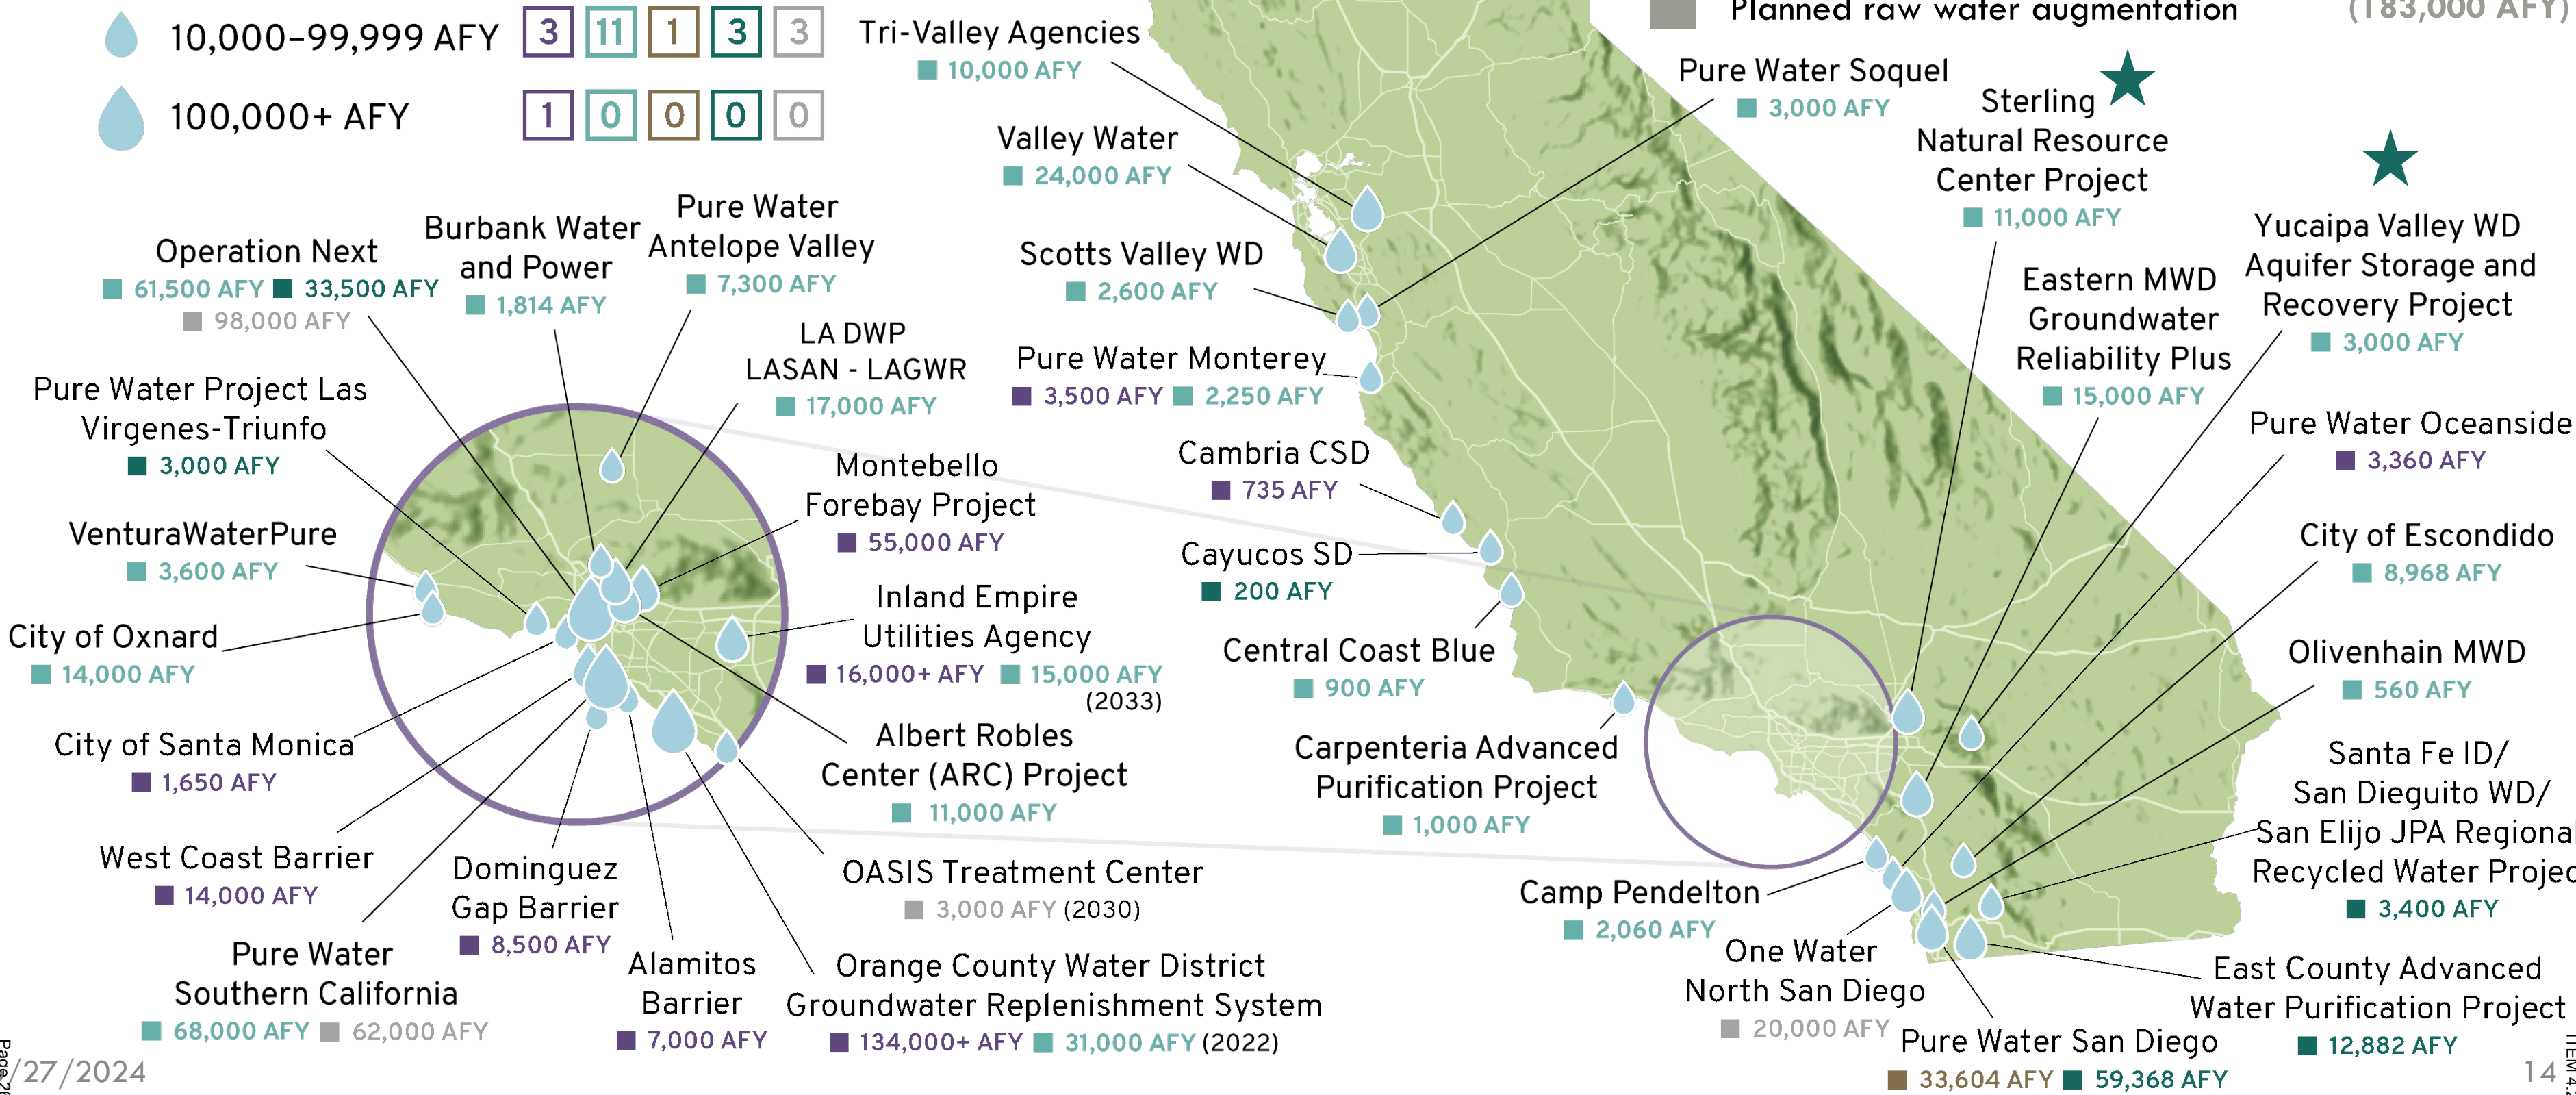 10,000–99,999 AFY 3 11 1 3 3
100,000+ AFY 1 0 0 0 0
Planned raw water augmentation (183,000 AFY)
Tri-Valley Agencies
10,000 AFY
Valley Water
24,000 AFY
Scotts Valley WD
2,600 AFY
Pure Water Monterey
3,500 AFY 2,250 AFY
Cambria CSD
735 AFY
Cayucos SD
200 AFY
Central Coast Blue
900 AFY
Carpenteria Advanced
Purification Project
1,000 AFY
Camp Pendelton
2,060 AFY
One Water
North San Diego
20,000 AFY
Pure Water San Diego
33,604 AFY 59,368 AFY
Pure Water Soquel
3,000 AFY
Sterling
Natural Resource
Center Project
11,000 AFY
Eastern MWD
Groundwater
Reliability Plus
15,000 AFY
Yucaipa Valley WD
Aquifer Storage and
Recovery Project
3,000 AFY
Pure Water Oceanside
3,360 AFY
City of Escondido
8,968 AFY
Olivenhain MWD
560 AFY
Santa Fe ID/
San Dieguito WD/
San Elijo JPA Regional
Recycled Water Projec
3,400 AFY
East County Advanced
Water Purification Project
12,882 AFY
Operation Next
61,500 AFY 33,500 AFY
98,000 AFY
Burbank Water
and Power
1,814 AFY
Pure Water
Antelope Valley
7,300 AFY
LA DWP
LASAN - LAGWR
17,000 AFY
Pure Water Project Las
Virgenes-Triunfo
3,000 AFY
VenturaWaterPure
3,600 AFY
City of Oxnard
14,000 AFY
City of Santa Monica
1,650 AFY
West Coast Barrier
14,000 AFY
Pure Water
Southern California
68,000 AFY 62,000 AFY
Dominguez
Gap Barrier
8,500 AFY
Alamitos
Barrier
7,000 AFY
Montebello
Forebay Project
55,000 AFY
Inland Empire
Utilities Agency
16,000+ AFY 15,000 AFY
(2033)
Albert Robles
Center (ARC) Project
11,000 AFY
OASIS Treatment Center
3,000 AFY (2030)
Orange County Water District
Groundwater Replenishment System
134,000+ AFY 31,000 AFY (2022)
/27/2024
14